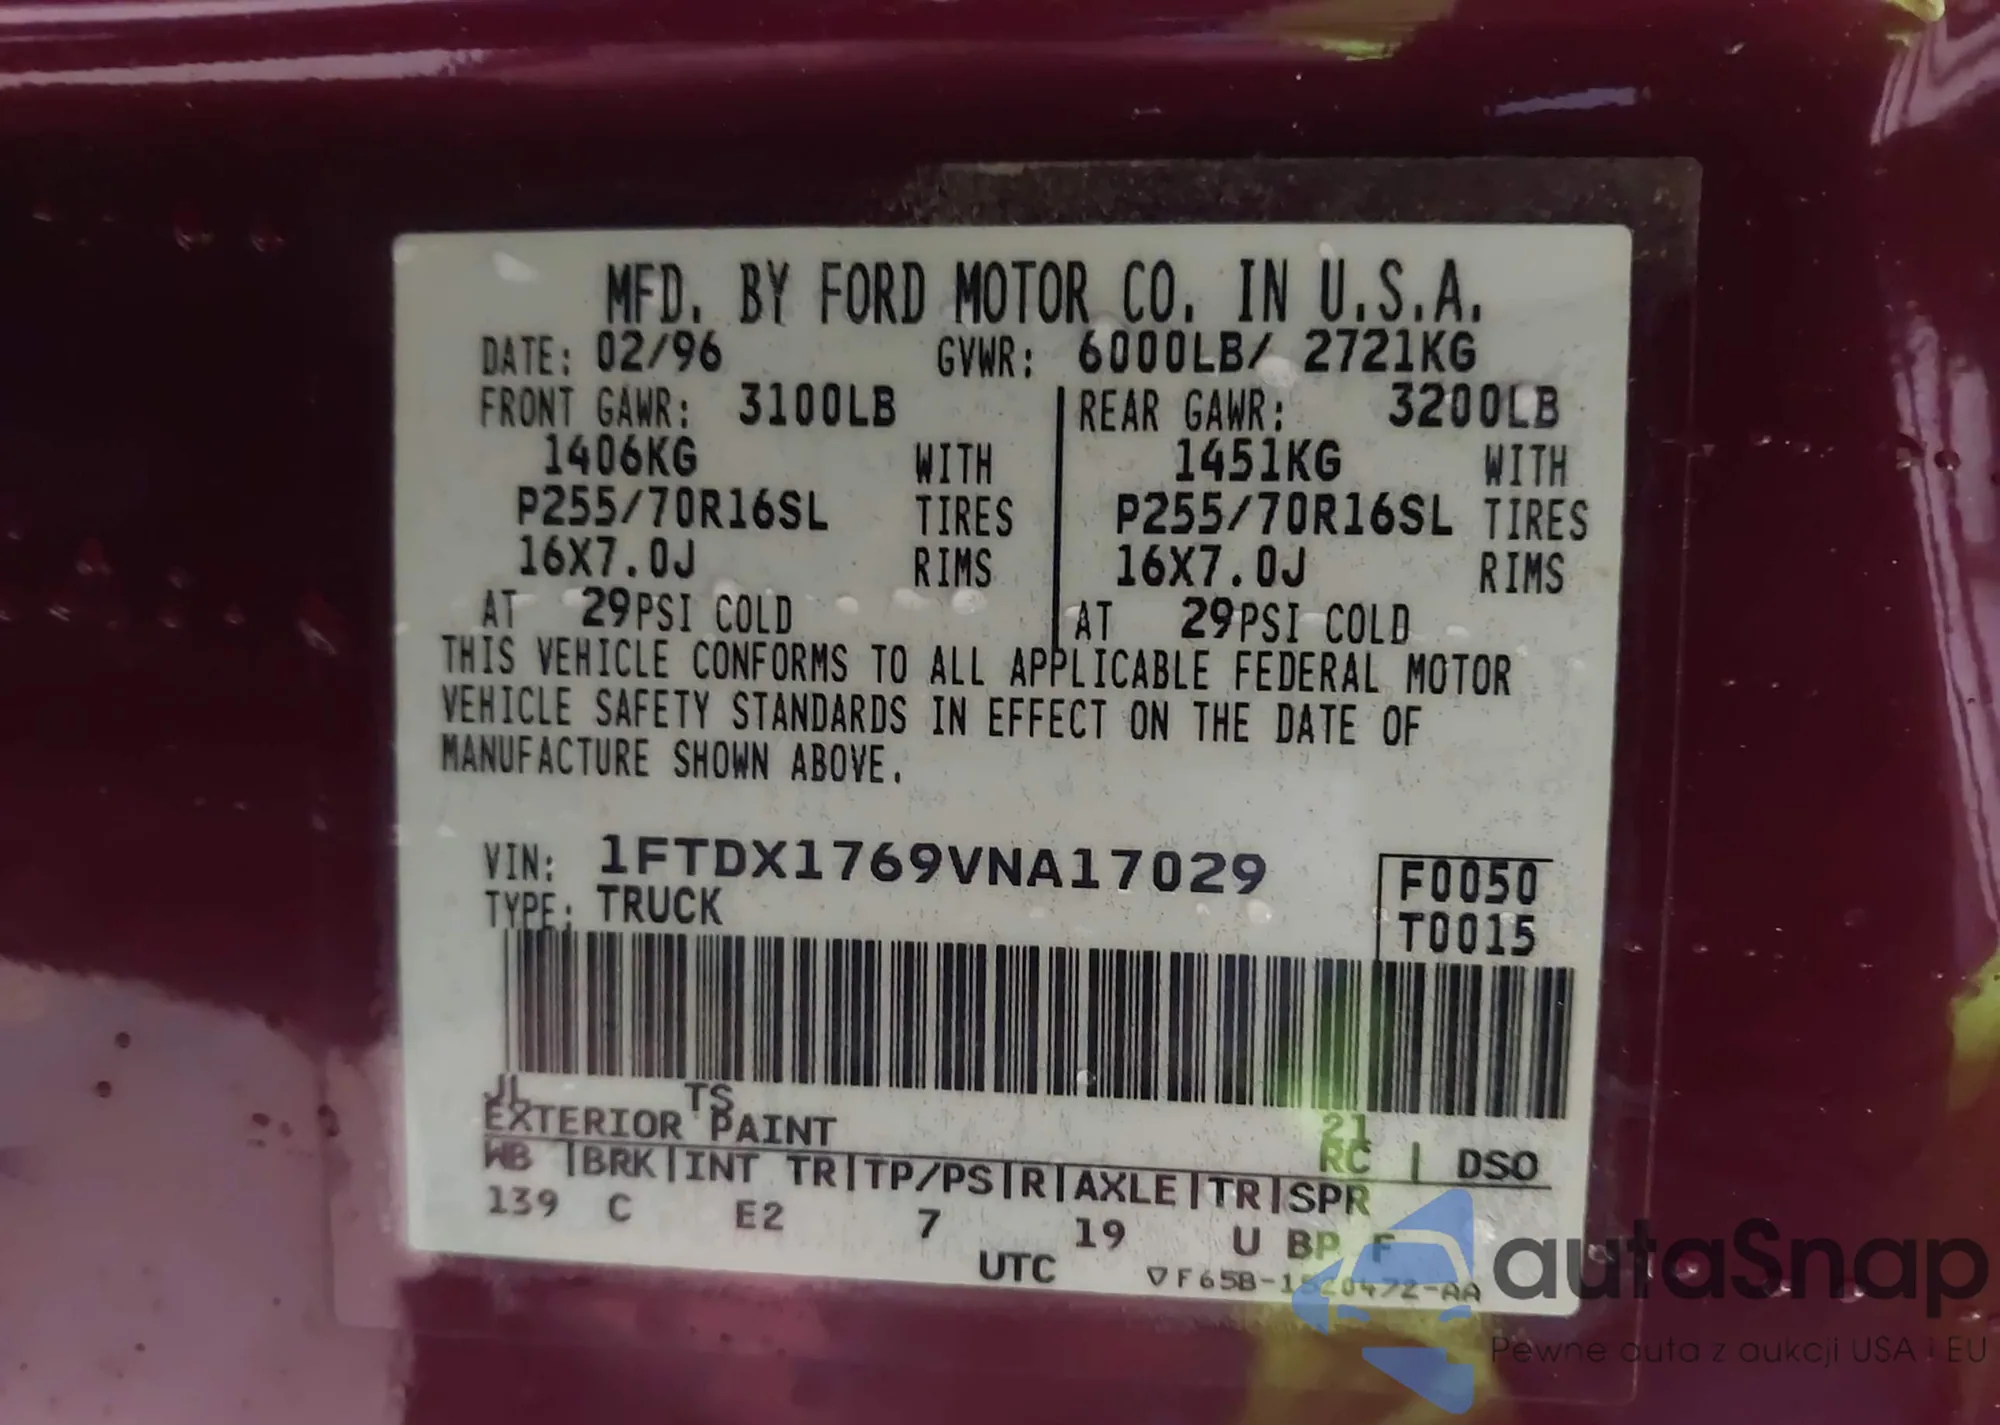 MFD. BY FORD MOTOR CO. IN U.S.A.
DATE: 02/96 GVWR: 6000LB/ 2721KG
FRONT GAWR: 3100LB REAR GAWR: 3200LB
1406KG WITH 1451KG WITH
P255/70R16SL TIRES P255/70R16SL TIRES
16X7.0J RIMS 16X7.0J RIMS
AT 29PSI COLD AT 29PSI COLD
THIS VEHICLE CONFORMS TO ALL APPLICABLE FEDERAL MOTOR
VEHICLE SAFETY STANDARDS IN EFFECT ON THE DATE OF
MANUFACTURE SHOWN ABOVE.
VIN: 1FTDX1769VNA17029 F0050
TYPE: TRUCK T0015
JL TS 21
EXTERIOR PAINT RC | DSO
WB |BRK|INT TR|TP/PS|R|AXLE|TR|SPR
139 C E2 7 19 U BP F
UTC ▽F65B-1520472-AA
autaSnap
Pewne auta z aukcji USA i EU